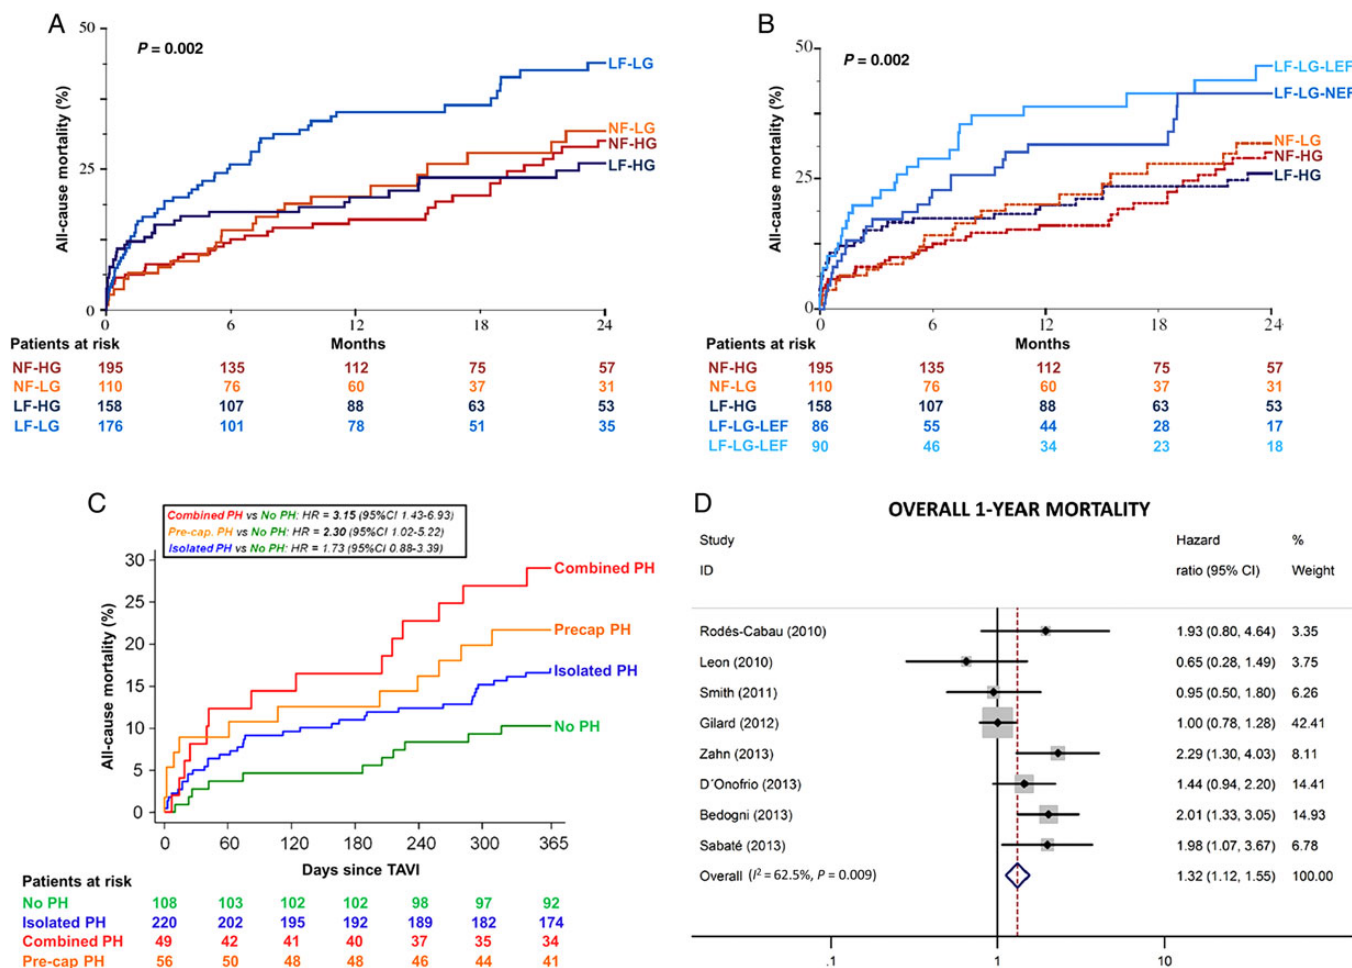 A
50
P = 0.002
LF-LG
NF-LG
NF-HG
LF-HG
25
0
All-cause mortality (%)
0 6 12 18 24
Patients at risk Months
NF-HG 195 135 112 75 57
NF-LG 110 76 60 37 31
LF-HG 158 107 88 63 53
LF-LG 176 101 78 51 35
B
50
P = 0.002
LF-LG-LEF
LF-LG-NEF
NF-LG
NF-HG
LF-HG
25
0
All-cause mortality (%)
0 6 12 18 24
Patients at risk Months
NF-HG 195 135 112 75 57
NF-LG 110 76 60 37 31
LF-HG 158 107 88 63 53
LF-LG-LEF 86 55 44 28 17
LF-LG-LEF 90 46 34 23 18
C
Combined PH vs No PH: HR = 3.15 (95%CI 1.43-6.93)
Pre-cap. PH vs No PH: HR = 2.30 (95%CI 1.02-5.22)
Isolated PH vs No PH: HR = 1.73 (95%CI 0.88-3.39)
30
25
20
15
10
5
0
All-cause mortality (%)
Combined PH
Precap PH
Isolated PH
No PH
0 60 120 180 240 300 365
Days since TAVI
Patients at risk
No PH 108 103 102 102 98 97 92
Isolated PH 220 202 195 192 189 182 174
Combined PH 49 42 41 40 37 35 34
Pre-cap PH 56 50 48 48 46 44 41
D
OVERALL 1-YEAR MORTALITY
Study Hazard %
ID ratio (95% CI) Weight
Rodés-Cabau (2010) 1.93 (0.80, 4.64) 3.35
Leon (2010) 0.65 (0.28, 1.49) 3.75
Smith (2011) 0.95 (0.50, 1.80) 6.26
Gilard (2012) 1.00 (0.78, 1.28) 42.41
Zahn (2013) 2.29 (1.30, 4.03) 8.11
D´Onofrio (2013) 1.44 (0.94, 2.20) 14.41
Bedogni (2013) 2.01 (1.33, 3.05) 14.93
Sabaté (2013) 1.98 (1.07, 3.67) 6.78
Overall (I² = 62.5%, P = 0.009) 1.32 (1.12, 1.55) 100.00
.1 1 10